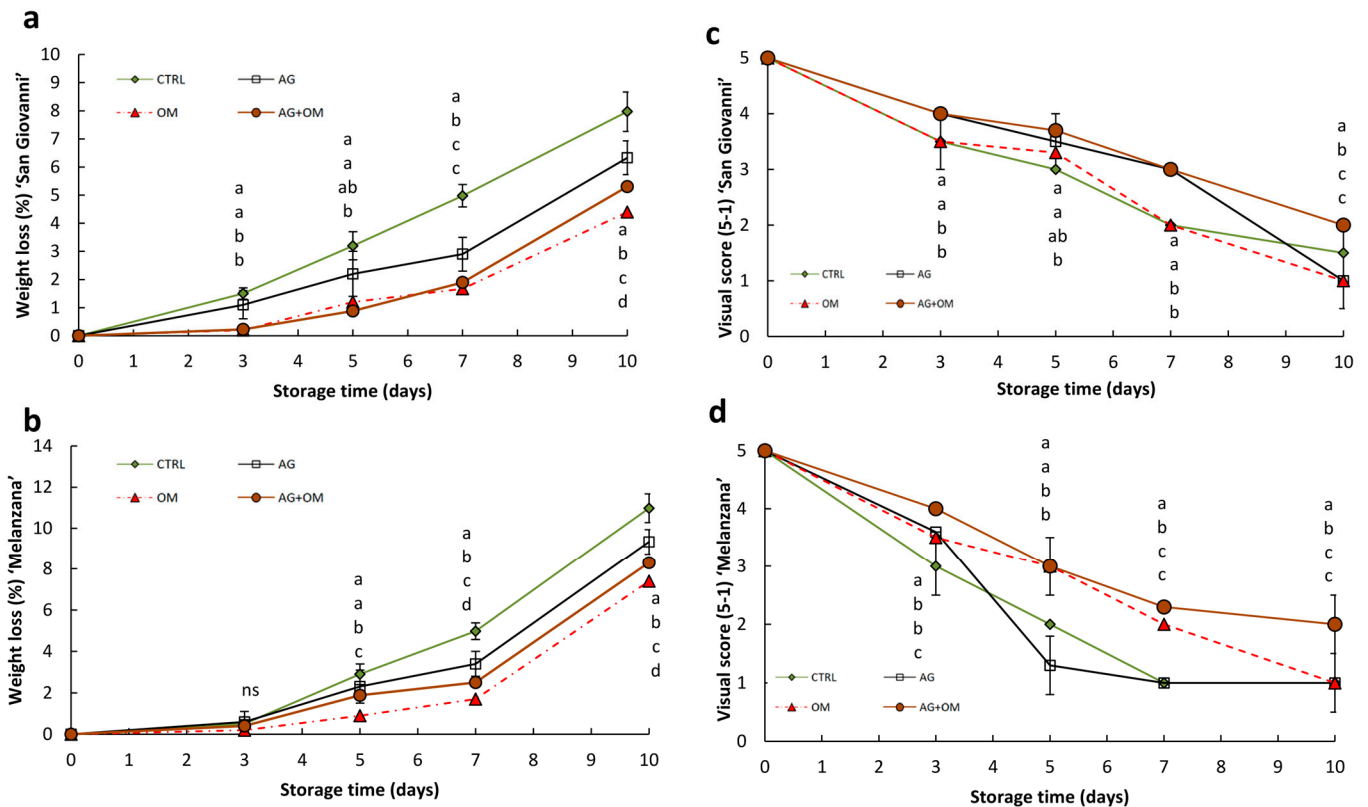 a
Weight loss (%) ‘San Giovanni’
10
9
8
7
6
5
4
3
2
1
0
CTRL
AG
OM
AG+OM
a
a
b
b
a
a
ab
b
a
b
c
c
a
b
c
d
0 1 2 3 4 5 6 7 8 9 10
Storage time (days)
c
Visual score (5-1) ‘San Giovanni’
5
4
3
2
1
0
CTRL
AG
OM
AG+OM
a
a
b
b
a
ab
b
a
a
b
b
a
b
c
c
0 1 2 3 4 5 6 7 8 9 10
Storage time (days)
b
Weight loss (%) ‘Melanzana’
14
12
10
8
6
4
2
0
CTRL
AG
OM
AG+OM
ns
a
a
b
c
a
b
c
d
a
b
c
d
0 1 2 3 4 5 6 7 8 9 10
Storage time (days)
d
Visual score (5-1) ‘Melanzana’
5
4
3
2
1
0
CTRL
AG
OM
AG+OM
a
b
b
c
a
a
b
b
a
b
c
c
a
b
c
c
0 1 2 3 4 5 6 7 8 9 10
Storage time (days)